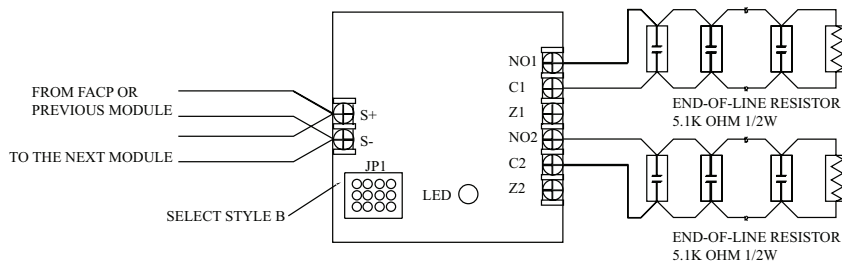 FROM FACP OR
PREVIOUS MODULE
TO THE NEXT MODULE
SELECT STYLE B
S+
S-
JP1
LED
NO1
C1
Z1
NO2
C2
Z2
END-OF-LINE RESISTOR
5.1K OHM 1/2W
END-OF-LINE RESISTOR
5.1K OHM 1/2W